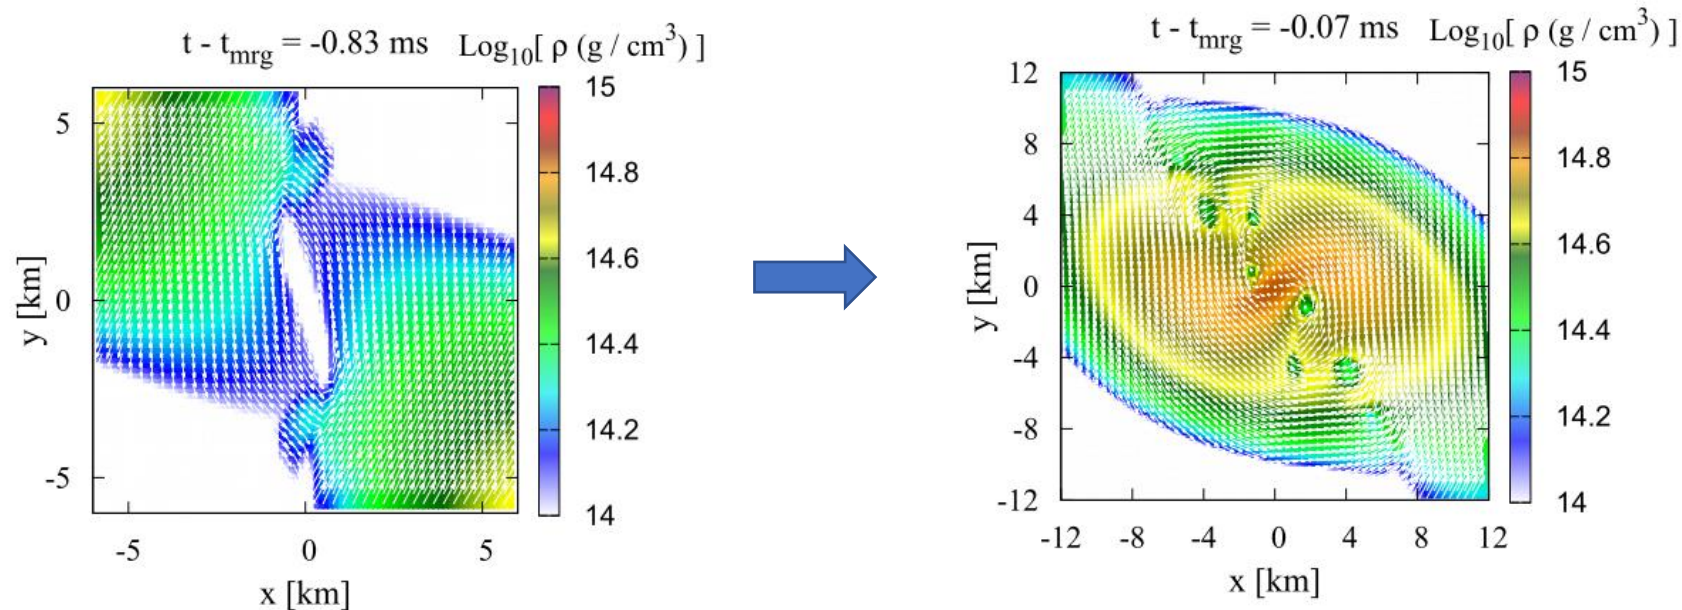 t - t_mrg = -0.83 ms Log₁₀[ ρ (g / cm³) ]
15
14.8
14.6
14.4
14.2
14
5
0
-5
y [km]
-5 0 5
x [km]
t - t_mrg = -0.07 ms Log₁₀[ ρ (g / cm³) ]
15
14.8
14.6
14.4
14.2
14
12
8
4
0
-4
-8
-12
y [km]
-12 -8 -4 0 4 8 12
x [km]